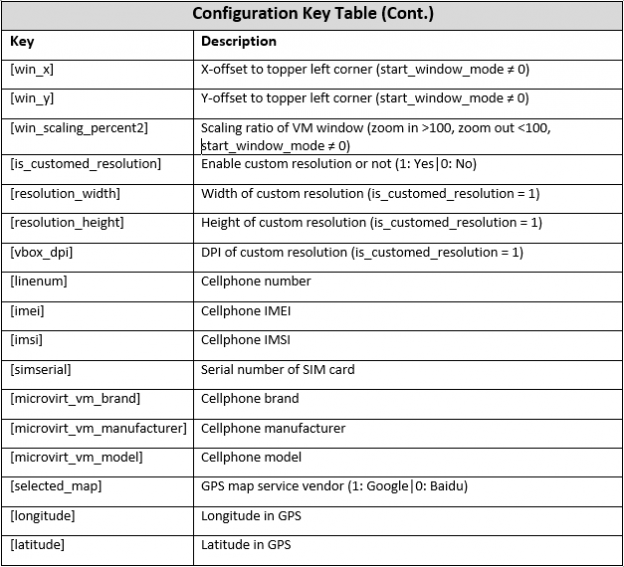 Configuration Key Table (Cont.)
Key Description
[win_x] X-offset to topper left corner (start_window_mode ≠ 0)
[win_y] Y-offset to topper left corner (start_window_mode ≠ 0)
[win_scaling_percent2] Scaling ratio of VM window (zoom in >100, zoom out <100,
start_window_mode ≠ 0)
[is_customed_resolution] Enable custom resolution or not (1: Yes|0: No)
[resolution_width] Width of custom resolution (is_customed_resolution = 1)
[resolution_height] Height of custom resolution (is_customed_resolution = 1)
[vbox_dpi] DPI of custom resolution (is_customed_resolution = 1)
[linenum] Cellphone number
[imei] Cellphone IMEI
[imsi] Cellphone IMSI
[simserial] Serial number of SIM card
[microvirt_vm_brand] Cellphone brand
[microvirt_vm_manufacturer] Cellphone manufacturer
[microvirt_vm_model] Cellphone model
[selected_map] GPS map service vendor (1: Google|0: Baidu)
[longitude] Longitude in GPS
[latitude] Latitude in GPS